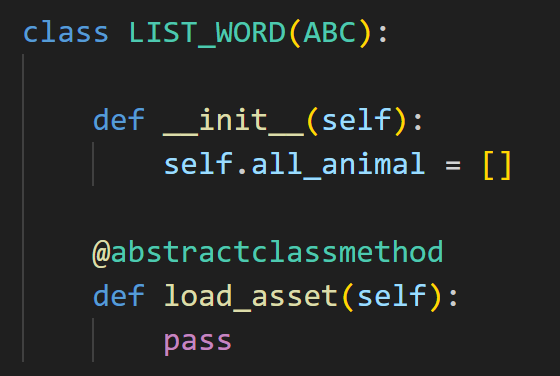 class LIST_WORD(ABC):
def __init__(self):
self.all_animal = []
@abstractclassmethod
def load_asset(self):
pass